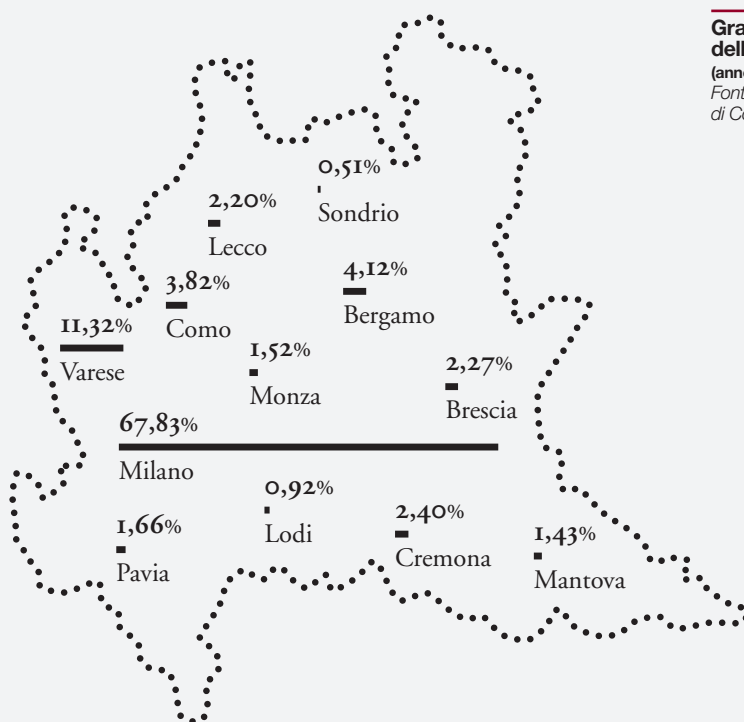 0,51%
Sondrio
2,20%
Lecco
3,82%
Como
4,12%
Bergamo
11,32%
Varese
1,52%
Monza
2,27%
Brescia
67,83%
Milano
0,92%
Lodi
2,40%
Cremona
1,66%
Pavia
1,43%
Mantova
di